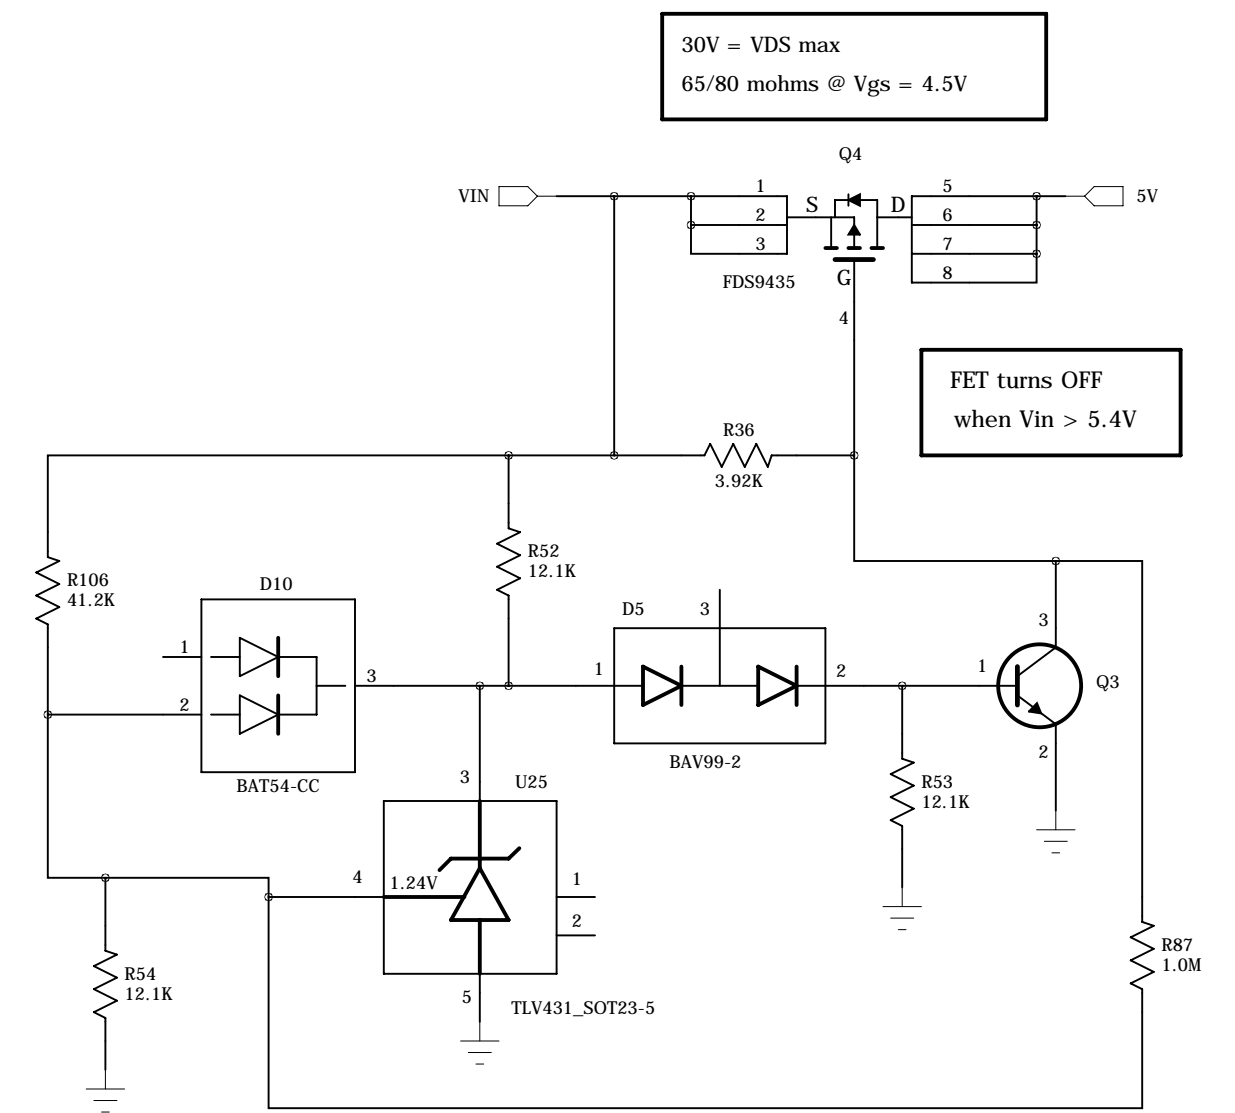 30V = VDS max
65/80 mohms @ Vgs = 4.5V
Q4
VIN
1
S
D
5
5V
2
6
3
7
FDS9435
G
8
4
FET turns OFF
when Vin > 5.4V
R36
3.92K
R52
12.1K
R106
41.2K
D10
D5
3
1
3
1
2
1
3
Q3
2
BAT54-CC
BAV99-2
2
3
U25
R53
12.1K
4
1.24V
1
2
R54
12.1K
5
TLV431_SOT23-5
R87
1.0M